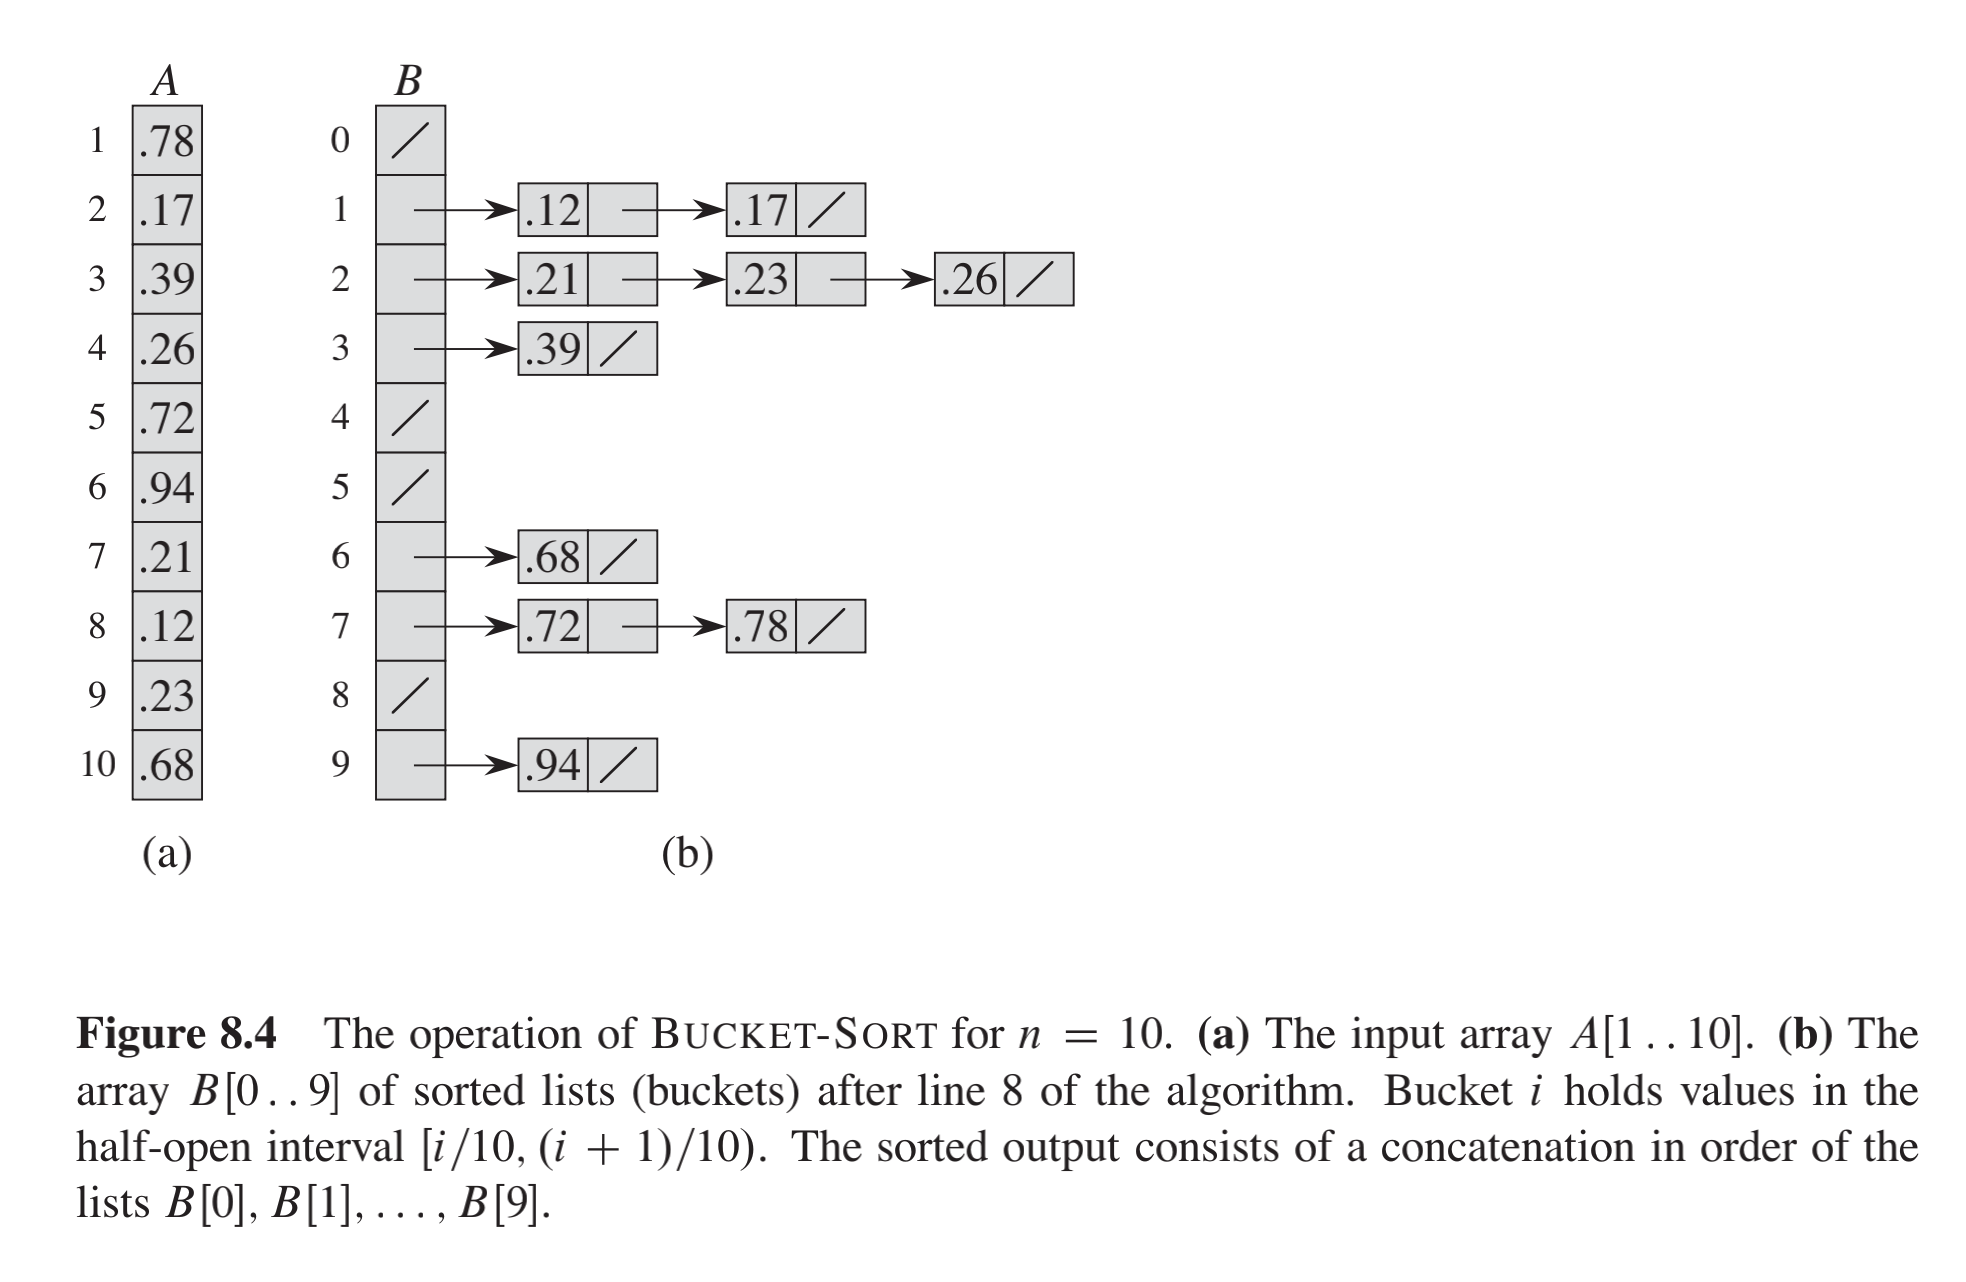 A B
1 .78 0
2 .17 1 .12 .17
3 .39 2 .21 .23 .26
4 .26 3 .39
5 .72 4
6 .94 5
7 .21 6 .68
8 .12 7 .72 .78
9 .23 8
10 .68 9 .94
(a) (b)
Figure 8.4 The operation of BUCKET-SORT for n = 10. (a) The input array A[1 . . 10]. (b) The
array B[0 . . 9] of sorted lists (buckets) after line 8 of the algorithm. Bucket i holds values in the
half-open interval [i/10, (i + 1)/10). The sorted output consists of a concatenation in order of the
lists B[0], B[1], . . . , B[9].